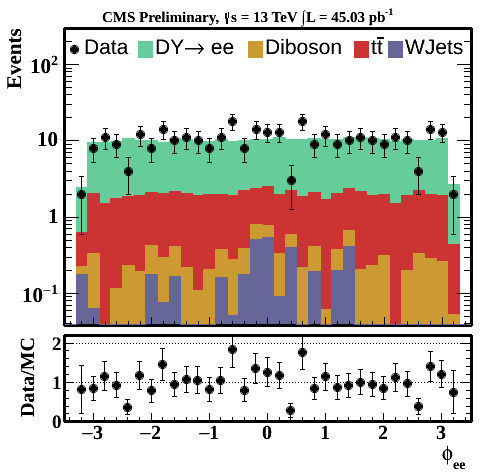 CMS Preliminary, √s = 13 TeV ∫L = 45.03 pb⁻¹
Events
Data DY→ ee Diboson tt̄ WJets
10²
10
1
10⁻¹
Data/MC
2
1
0
−3 −2 −1 0 1 2 3
ϕee